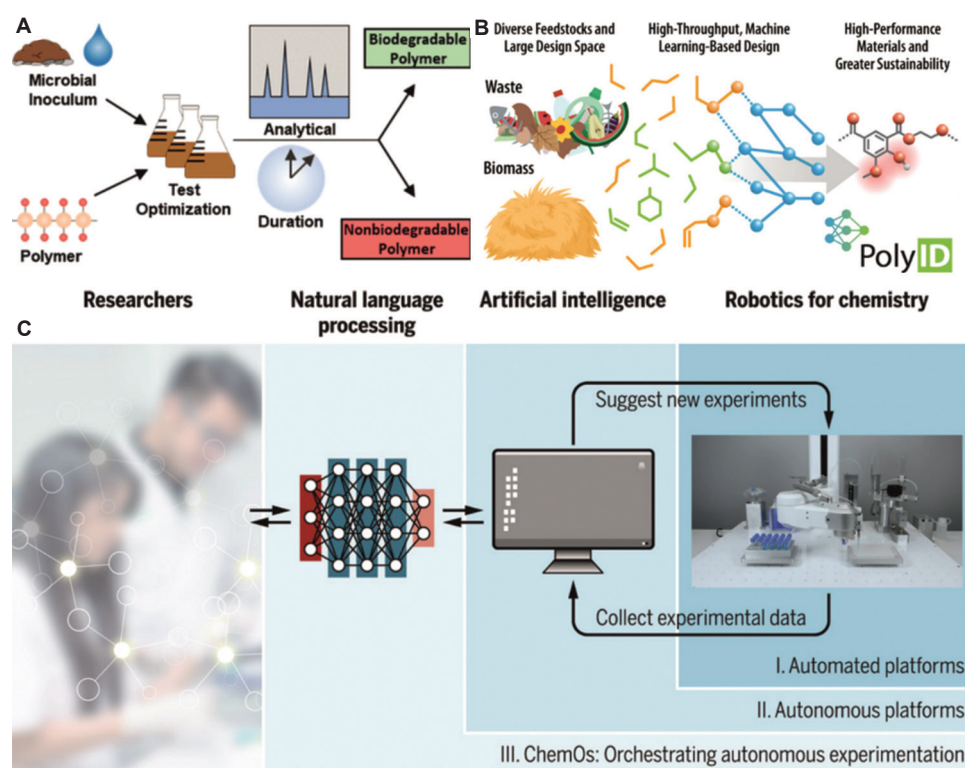 A
Microbial
Inoculum
Polymer
Test
Optimization
Analytical
Duration
Biodegradable
Polymer
Nonbiodegradable
Polymer
B
Diverse Feedstocks and
Large Design Space
High-Throughput, Machine
Learning-Based Design
High-Performance
Materials and
Greater Sustainability
Waste
Biomass
PolyID
Researchers
Natural language
processing
Artificial intelligence
Robotics for chemistry
C
Suggest new experiments
Collect experimental data
I. Automated platforms
II. Autonomous platforms
III. ChemOs: Orchestrating autonomous experimentation